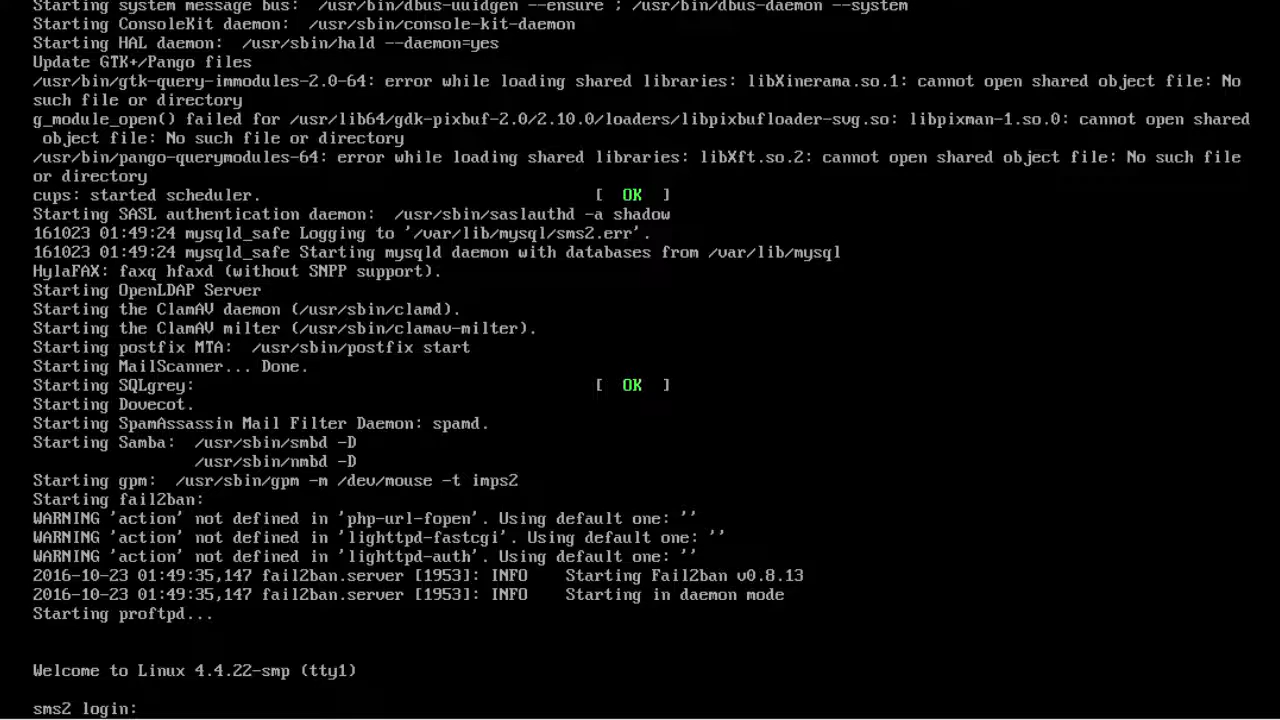 Starting system message bus:  /usr/bin/dbus-uuidgen --ensure ; /usr/bin/dbus-daemon --system
Starting ConsoleKit daemon:  /usr/sbin/console-kit-daemon
Starting HAL daemon:  /usr/sbin/hald --daemon=yes
Update GTK+/Pango files
/usr/bin/gtk-query-immodules-2.0-64: error while loading shared libraries: libXinerama.so.1: cannot open shared object file: No
such file or directory
g_module_open() failed for /usr/lib64/gdk-pixbuf-2.0/2.10.0/loaders/libpixbufloader-svg.so: libpixman-1.so.0: cannot open shared
 object file: No such file or directory
/usr/bin/pango-querymodules-64: error while loading shared libraries: libXft.so.2: cannot open shared object file: No such file
or directory
cups: started scheduler.                                    [  OK  ]
Starting SASL authentication daemon:  /usr/sbin/saslauthd -a shadow
161023 01:49:24 mysqld_safe Logging to '/var/lib/mysql/sms2.err'.
161023 01:49:24 mysqld_safe Starting mysqld daemon with databases from /var/lib/mysql
HylaFAX: faxq hfaxd (without SNPP support).
Starting OpenLDAP Server
Starting the ClamAV daemon (/usr/sbin/clamd).
Starting the ClamAV milter (/usr/sbin/clamav-milter).
Starting postfix MTA:  /usr/sbin/postfix start
Starting MailScanner... Done.
Starting SQLgrey:                                           [  OK  ]
Starting Dovecot.
Starting SpamAssassin Mail Filter Daemon: spamd.
Starting Samba:  /usr/sbin/smbd -D
                 /usr/sbin/nmbd -D
Starting gpm:  /usr/sbin/gpm -m /dev/mouse -t imps2
Starting fail2ban:
WARNING 'action' not defined in 'php-url-fopen'. Using default one: ''
WARNING 'action' not defined in 'lighttpd-fastcgi'. Using default one: ''
WARNING 'action' not defined in 'lighttpd-auth'. Using default one: ''
2016-10-23 01:49:35,147 fail2ban.server [1953]: INFO    Starting Fail2ban v0.8.13
2016-10-23 01:49:35,147 fail2ban.server [1953]: INFO    Starting in daemon mode
Starting proftpd...
Welcome to Linux 4.4.22-smp (tty1)
sms2 login: